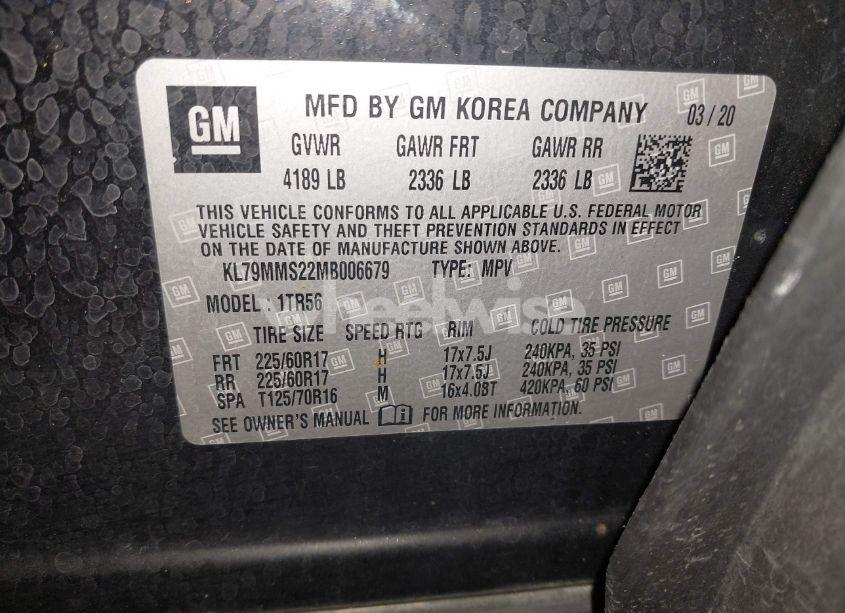 GM MFD BY GM KOREA COMPANY 03 / 20
GVWR GAWR FRT GAWR RR
4189 LB 2336 LB 2336 LB
THIS VEHICLE CONFORMS TO ALL APPLICABLE U.S. FEDERAL MOTOR
VEHICLE SAFETY AND THEFT PREVENTION STANDARDS IN EFFECT
ON THE DATE OF MANUFACTURE SHOWN ABOVE.
KL79MMS22MB006679 TYPE: MPV
MODEL : 1TR56
TIRE SIZE SPEED RTG RIM COLD TIRE PRESSURE
FRT 225/60R17 H 17x7.5J 240KPA, 35 PSI
RR 225/60R17 H 17x7.5J 240KPA, 35 PSI
SPA T125/70R16 M 16x4.0BT 420KPA, 60 PSI
SEE OWNER'S MANUAL FOR MORE INFORMATION.